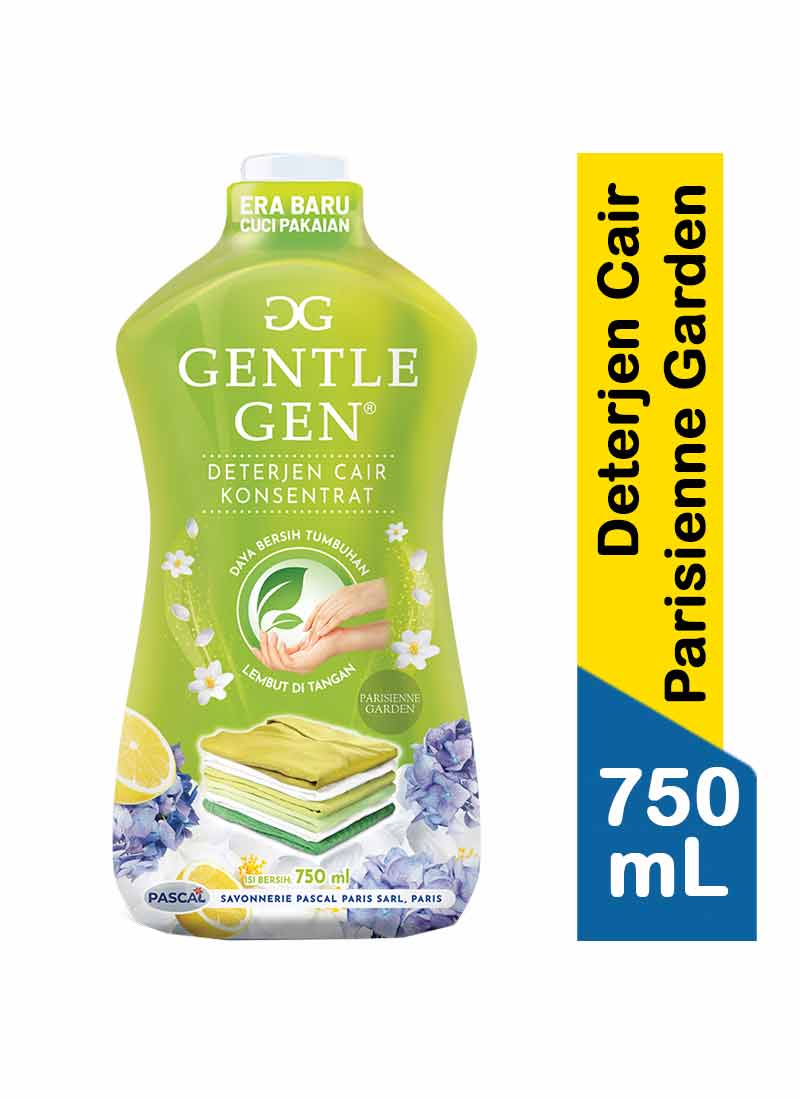 ERA BARU
CUCI PAKAIAN
GG
GENTLE
GEN®
DETERJEN CAIR
KONSENTRAT
DAYA BERSIH TUMBUHAN
LEMBUT DI TANGAN
PARISIENNE
GARDEN
ISI BERSIH: 750 ml
PASCAL
SAVONNERIE PASCAL PARIS SARL, PARIS
Deterjen Cair
Parisienne Garden
750
mL